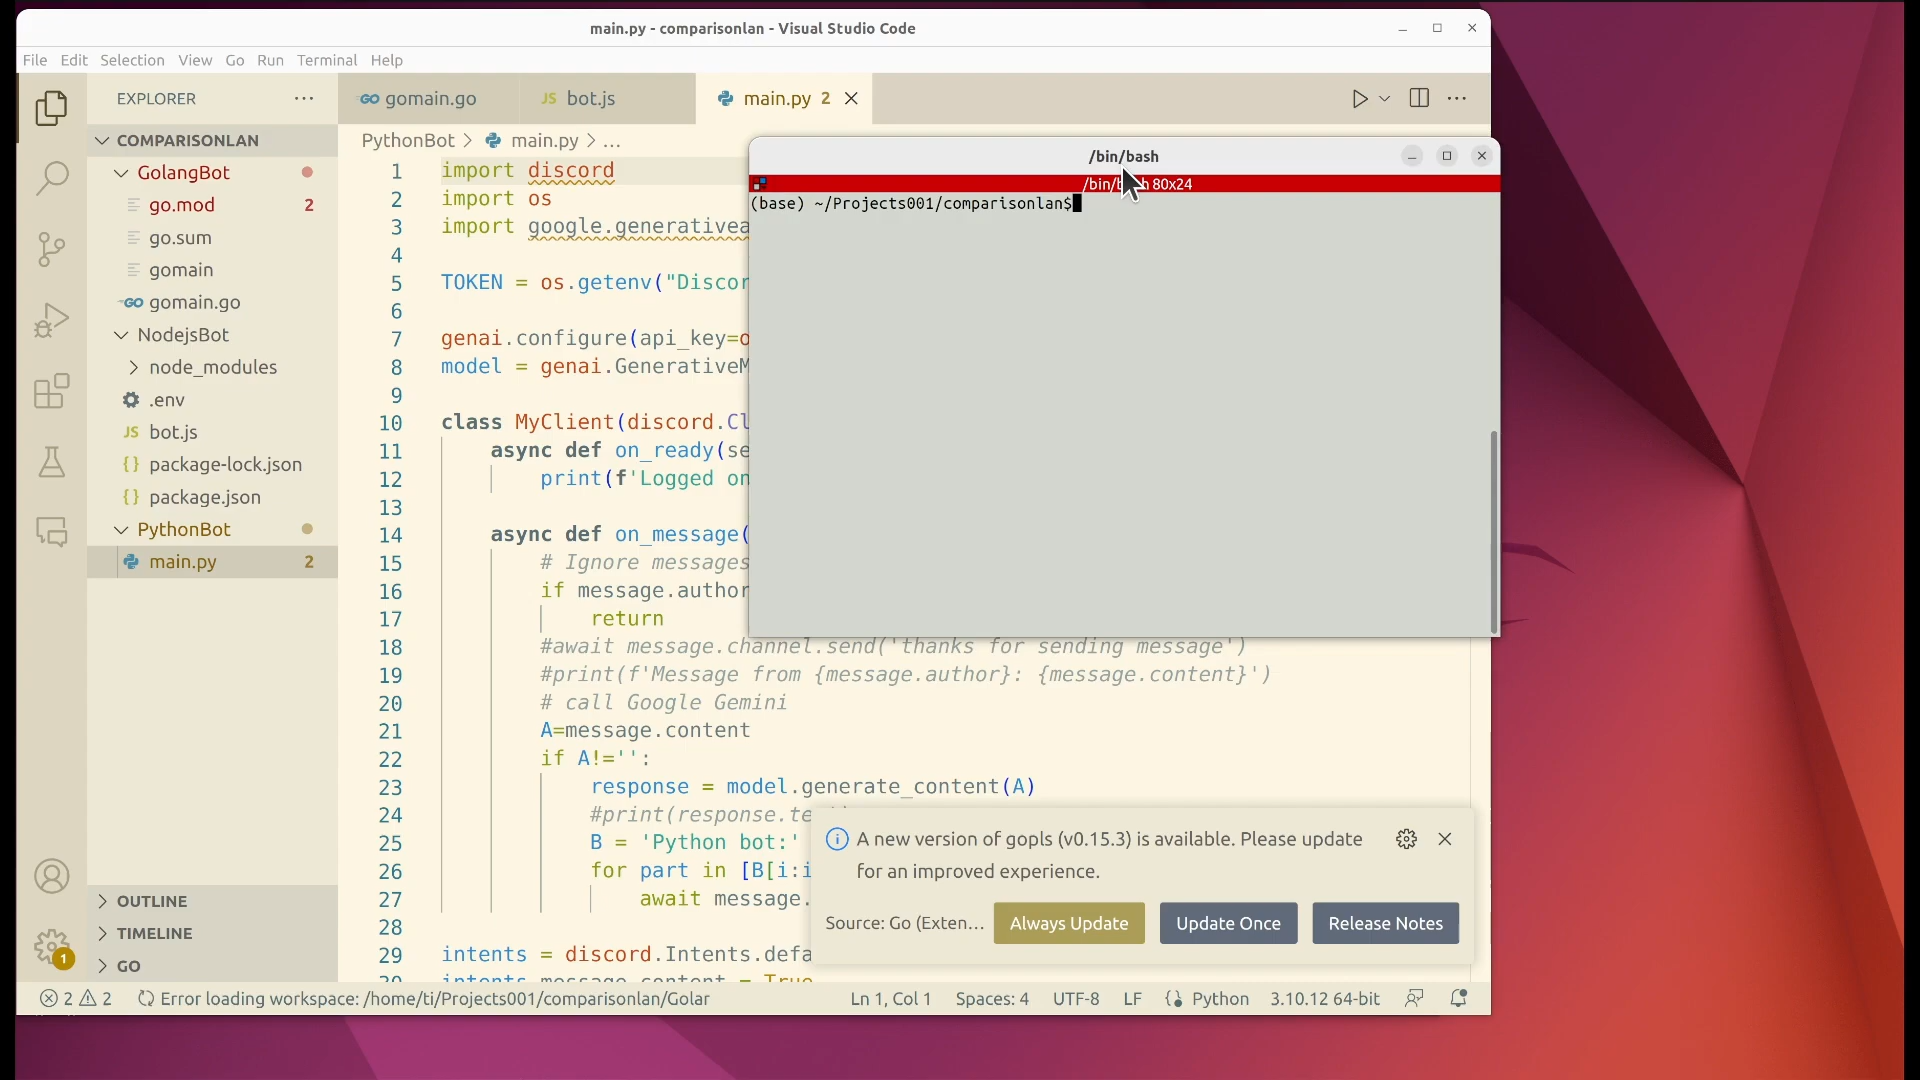 main.py - comparisonlan - Visual Studio Code
File Edit Selection View Go Run Terminal Help
EXPLORER
COMPARISONLAN
GolangBot
go.mod 2
go.sum
gomain
GO gomain.go
NodejsBot
node_modules
.env
JS bot.js
{} package-lock.json
{} package.json
PythonBot
main.py 2
OUTLINE
TIMELINE
GO
1
GO gomain.go
JS bot.js
main.py 2
PythonBot > main.py > ...
1 import discord
2 import os
3 import google.generativea
4
5 TOKEN = os.getenv("Discor
6
7 genai.configure(api_key=o
8 model = genai.GenerativeM
9
10 class MyClient(discord.Cl
11 async def on_ready(se
12 print(f'Logged on
13
14 async def on_message(
15 # Ignore messages
16 if message.author
17 return
18 #await message.channel.send('thanks for sending message')
19 #print(f'Message from {message.author}: {message.content}')
20 # call Google Gemini
21 A=message.content
22 if A!='':
23 response = model.generate_content(A)
24 #print(response.te
25 B = 'Python bot:'
26 for part in [B[i:i
27 await message.
28
29 intents = discord.Intents.defa
30 intents.message_content = True
/bin/bash
/bin/b h 80x24
(base) ~/Projects001/comparisonlan$
A new version of gopls (v0.15.3) is available. Please update
for an improved experience.
Source: Go (Exten... Always Update Update Once Release Notes
2 2 Error loading workspace: /home/ti/Projects001/comparisonlan/Golar
Ln 1, Col 1 Spaces: 4 UTF-8 LF Python 3.10.12 64-bit